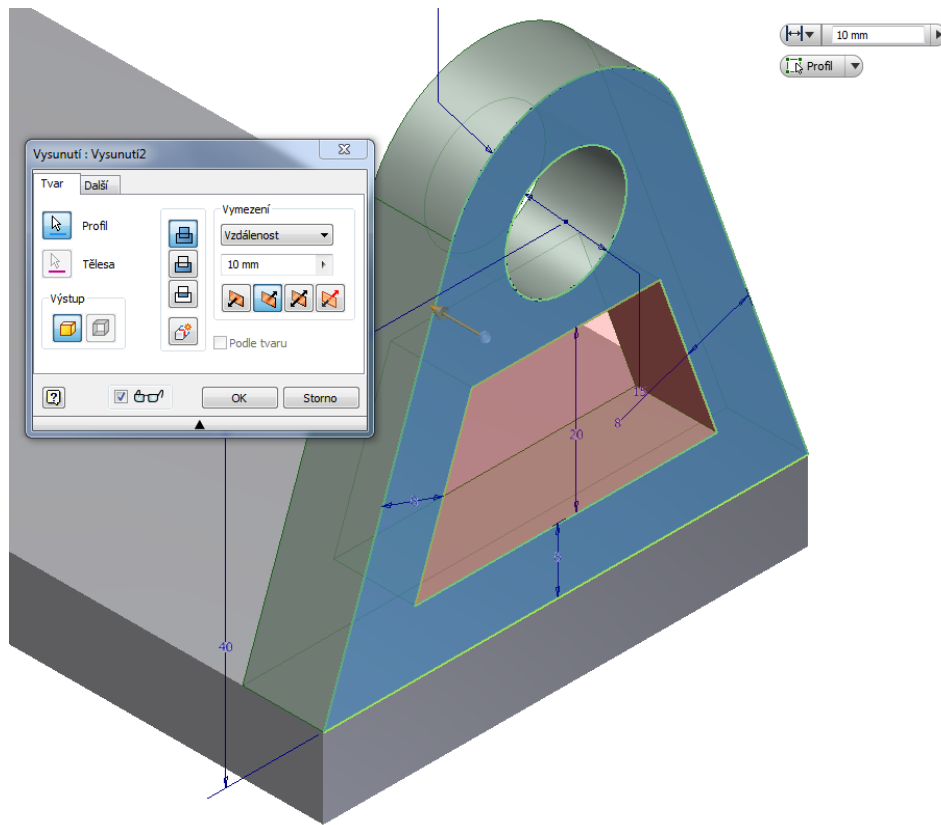 10 mm
Profil
Vysunutí : Vysunutí2
Tvar
Další
Profil
Tělesa
Výstup
Vymezení
Vzdálenost
10 mm
Podle tvaru
OK
Storno
15
8
20
8
8
40